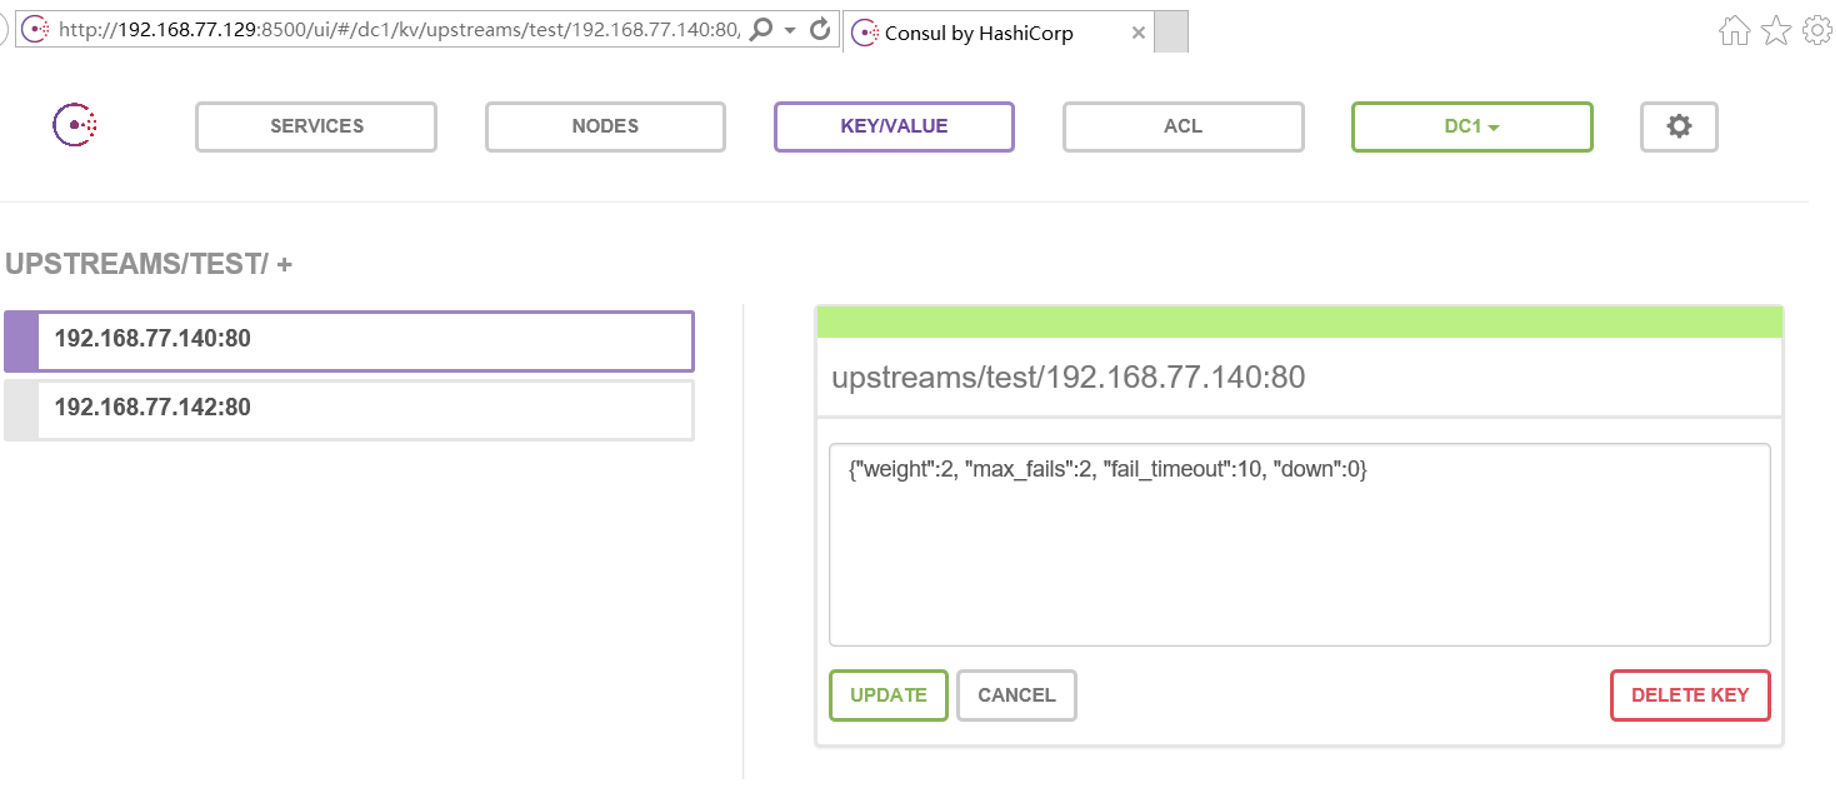 http://192.168.77.129:8500/ui/#/dc1/kv/upstreams/test/192.168.77.140:80/
Consul by HashiCorp
SERVICES
NODES
KEY/VALUE
ACL
DC1
UPSTREAMS/TEST/ +
192.168.77.140:80
192.168.77.142:80
upstreams/test/192.168.77.140:80
{"weight":2, "max_fails":2, "fail_timeout":10, "down":0}
UPDATE
CANCEL
DELETE KEY